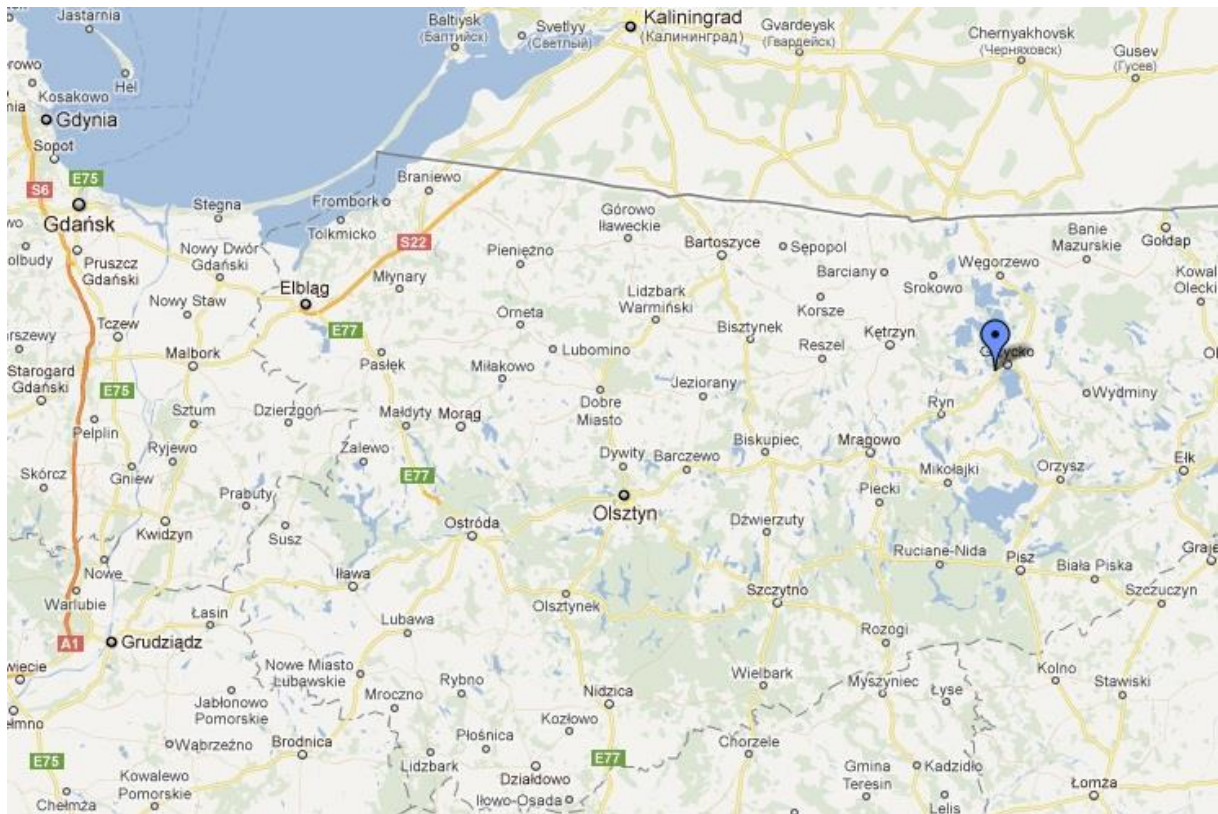 Jastarnia
Hel
Kosakowo
Gdynia
Sopot
E75
S6
Gdańsk
Pruszcz
Gdański
Stegna
Nowy Dwór
Gdański
Nowy Staw
Tczew
Malbork
Starogard
Gdański
E75
Pelplin
Sztum
Dzierzgoń
Ryjewo
Skórcz
Gniew
Prabuty
Kwidzyn
Susz
Nowe
Warlubie
A1
Grudziądz
Łasin
Iława
Jabłonowo
Pomorskie
Wąbrzeźno
E75
Kowalewo
Pomorskie
Chełmża
Brodnica
Nowe Miasto
Lubawskie
Mroczno
Lubawa
Rybno
Płośnica
Lidzbark
Działdowo
Iłowo-Osada
Kozłowo
Nidzica
E77
Baltiysk
(Балтийск)
Svetlyy
(Светлый)
Kaliningrad
(Калининград)
Gvardeysk
(Гвардейск)
Chernyakhovsk
(Черняховск)
Gusev
(Гусев)
Braniewo
Frombork
Tolkmicko
S22
Elbląg
E77
Młynary
Pasłęk
Pieniężno
Orneta
Lubomino
Miłakowo
Górowo
Iławeckie
Lidzbark
Warmiński
Dobre
Miasto
Małdyty
Morąg
Zalewo
E77
Ostróda
Dywity
Barczewo
Olsztyn
Olsztynek
Bartoszyce
Sępopol
Bisztynek
Jeziorany
Biskupiec
Dźwierzuty
Szczytno
Wielbark
Chorzele
Barciany
Srokowo
Korsze
Kętrzyn
Reszel
Węgorzewo
Banie
Mazurskie
Gołdap
Wydminy
Ryn
Mrągowo
Mikołajki
Orzysz
Ełk
Piecki
Ruciane-Nida
Pisz
Biała Piska
Szczuczyn
Rozogi
Myszyniec
Łyse
Kolno
Stawiski
Gmina
Teresin
Kadzidło
Lelis
Łomża